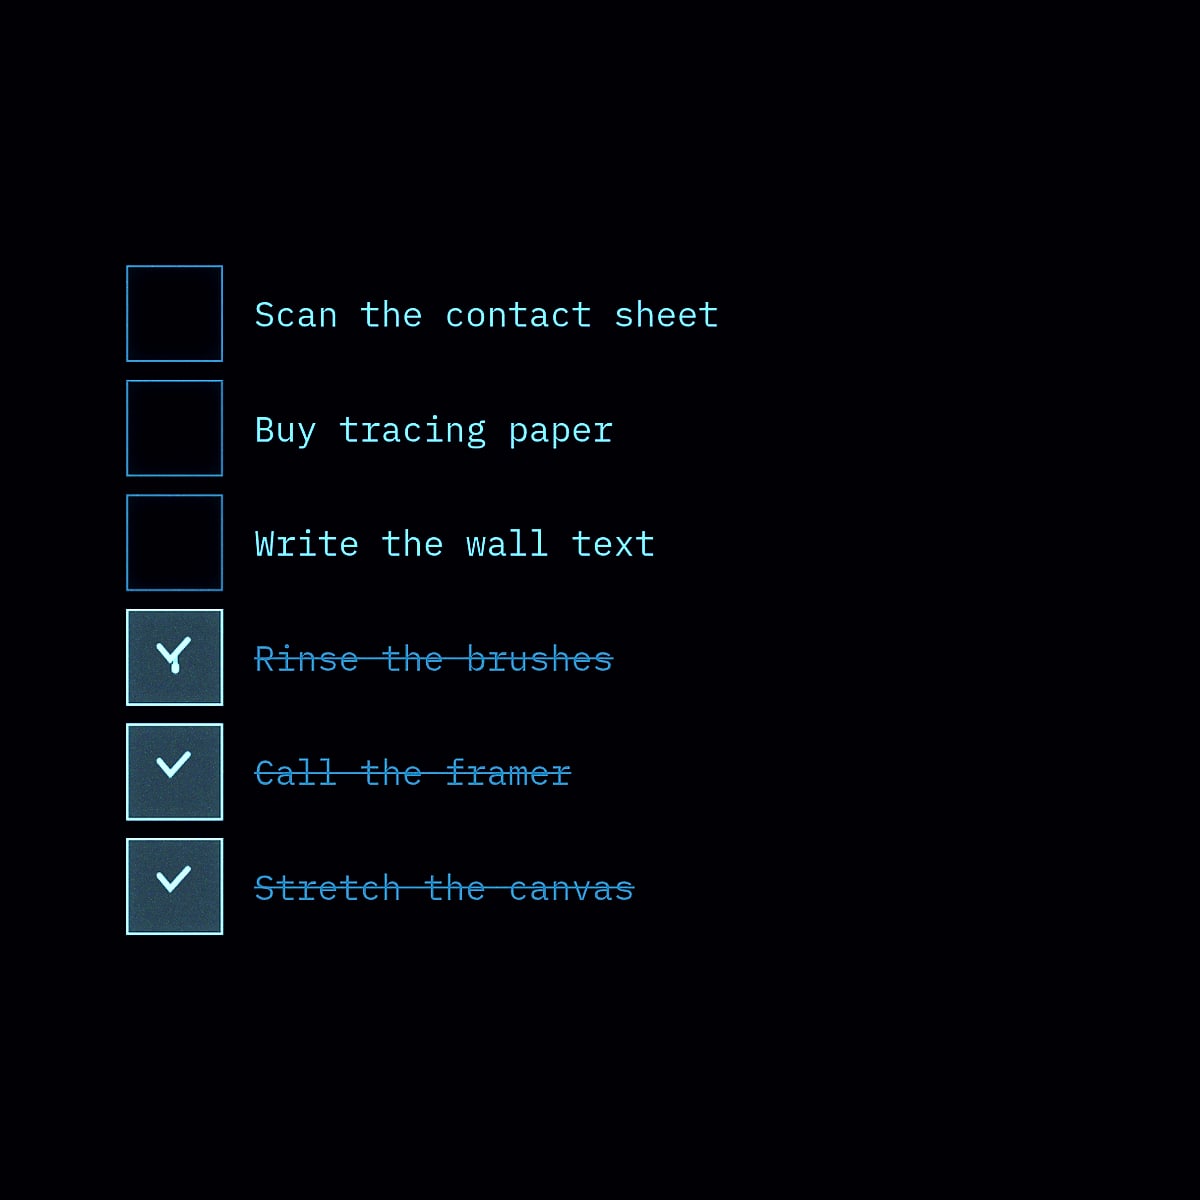 Scan the contact sheet
Buy tracing paper
Write the wall text
Rinse the brushes
Call the framer
Stretch the canvas